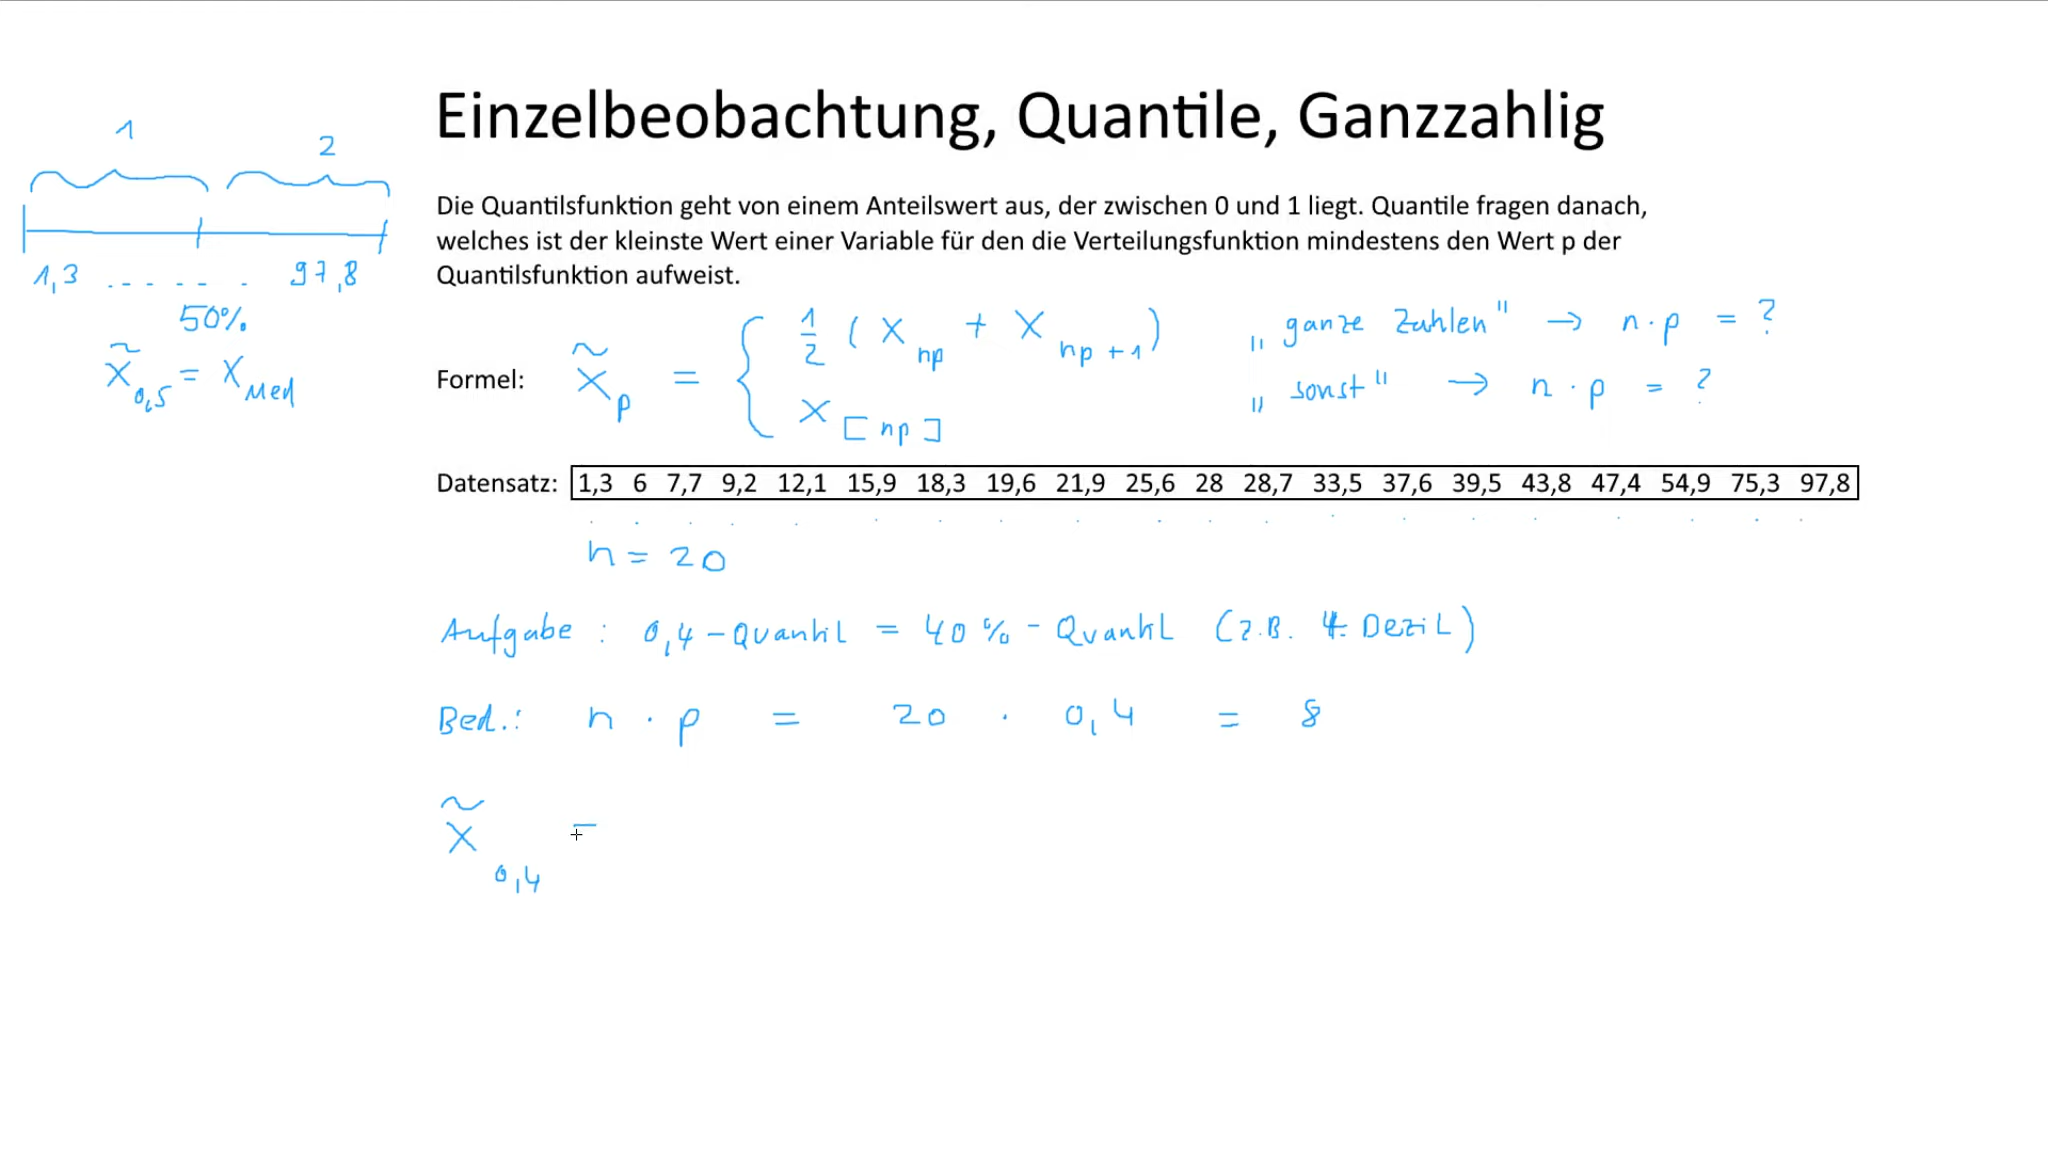 Einzelbeobachtung, Quantile, Ganzzahlig
1
2
1,3 ...... 97,8
50%
x̃ 0,5 = x Med
Die Quantilsfunktion geht von einem Anteilswert aus, der zwischen 0 und 1 liegt. Quantile fragen danach,
welches ist der kleinste Wert einer Variable für den die Verteilungsfunktion mindestens den Wert p der
Quantilsfunktion aufweist.
Formel: x̃ p = { 1/2 ( x np + x np+1 ) „ganze Zahlen" → n · p = ?
x [np] „sonst" → n · p = ?
Datensatz: 1,3 6 7,7 9,2 12,1 15,9 18,3 19,6 21,9 25,6 28 28,7 33,5 37,6 39,5 43,8 47,4 54,9 75,3 97,8
n = 20
Aufgabe : 0,4 - Quantil = 40 % - Quantil (z.B. 4. Dezil)
Bed.: n · p = 20 · 0,4 = 8
x̃ 0,4 –